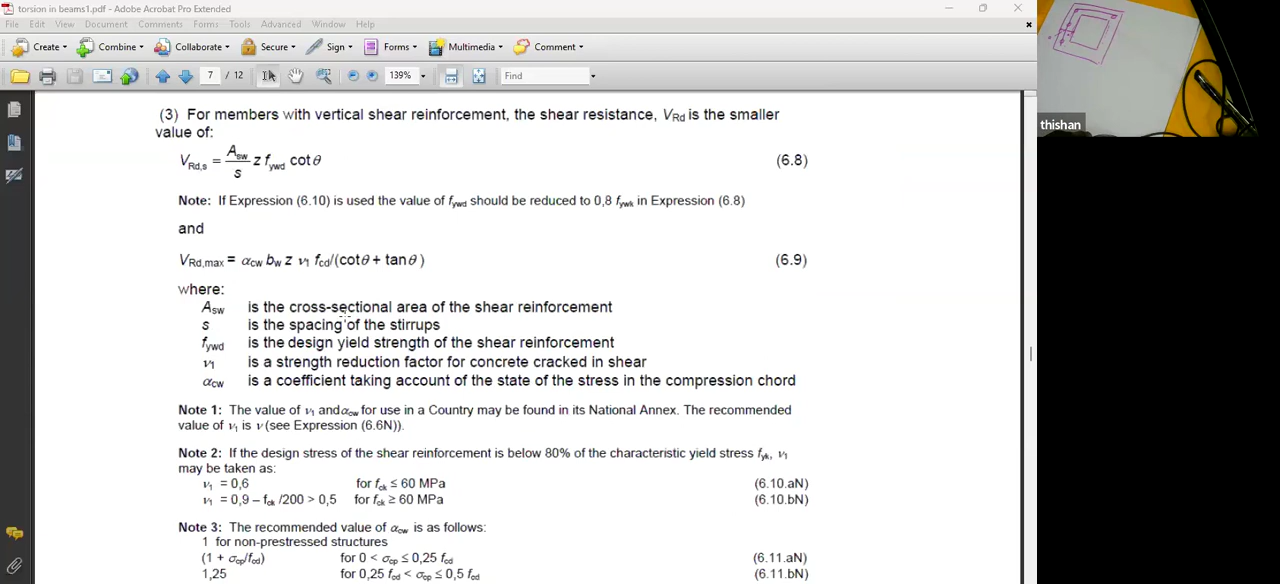 torsion in beams1.pdf - Adobe Acrobat Pro Extended
File Edit View Document Comments Forms Tools Advanced Window Help
Create Combine Collaborate Secure Sign Forms Multimedia Comment
7 / 12 139% Find
(3) For members with vertical shear reinforcement, the shear resistance, VRd is the smaller
value of:
VRd,s = Asw/s z fywd cot θ (6.8)
Note: If Expression (6.10) is used the value of fywd should be reduced to 0,8 fywk in Expression (6.8)
and
VRd,max = αcw bw z ν1 fcd/(cotθ + tanθ ) (6.9)
where:
Asw is the cross-sectional area of the shear reinforcement
s is the spacing of the stirrups
fywd is the design yield strength of the shear reinforcement
ν1 is a strength reduction factor for concrete cracked in shear
αcw is a coefficient taking account of the state of the stress in the compression chord
Note 1: The value of ν1 and αcw for use in a Country may be found in its National Annex. The recommended
value of ν1 is ν (see Expression (6.6N)).
Note 2: If the design stress of the shear reinforcement is below 80% of the characteristic yield stress fyk, ν1
may be taken as:
ν1 = 0,6 for fck ≤ 60 MPa (6.10.aN)
ν1 = 0,9 – fck /200 > 0,5 for fck ≥ 60 MPa (6.10.bN)
Note 3: The recommended value of αcw is as follows:
1 for non-prestressed structures
(1 + σcp/fcd) for 0 < σcp ≤ 0,25 fcd (6.11.aN)
1,25 for 0,25 fcd < σcp ≤ 0,5 fcd (6.11.bN)
thishan